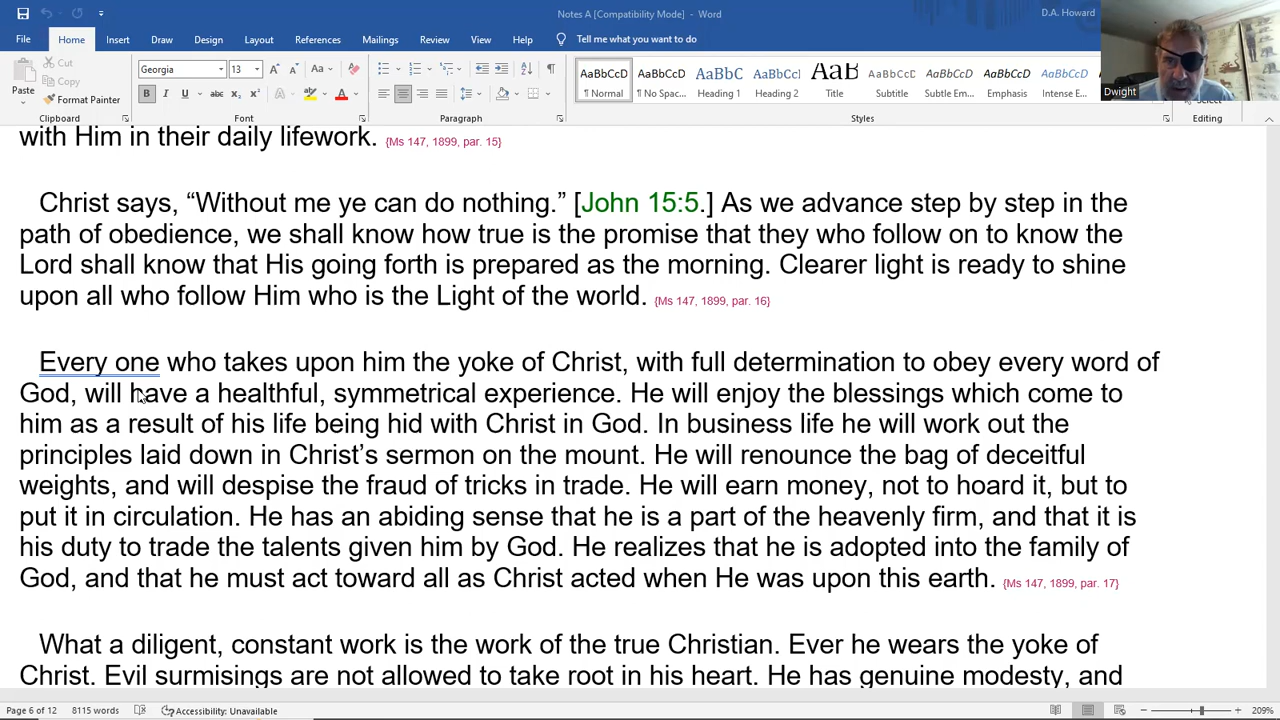 Notes A [Compatibility Mode] - Word
D.A. Howard
File Home Insert Draw Design Layout References Mailings Review View Help Tell me what you want to do
Paste
Cut
Copy
Format Painter
Clipboard
Georgia 13
Font
Paragraph
AaBbCcD AaBbCcD AaBbC AaBbCcI AaB AaBbCcD AaBbCcD AaBbCcD AaBbCcD
¶ Normal ¶ No Spac... Heading 1 Heading 2 Title Subtitle Subtle Em... Emphasis Intense E...
Styles
Dwight
Select
Editing
with Him in their daily lifework. {Ms 147, 1899, par. 15}
Christ says, “Without me ye can do nothing.” [John 15:5.] As we advance step by step in the
path of obedience, we shall know how true is the promise that they who follow on to know the
Lord shall know that His going forth is prepared as the morning. Clearer light is ready to shine
upon all who follow Him who is the Light of the world. {Ms 147, 1899, par. 16}
Every one who takes upon him the yoke of Christ, with full determination to obey every word of
God, will have a healthful, symmetrical experience. He will enjoy the blessings which come to
him as a result of his life being hid with Christ in God. In business life he will work out the
principles laid down in Christ’s sermon on the mount. He will renounce the bag of deceitful
weights, and will despise the fraud of tricks in trade. He will earn money, not to hoard it, but to
put it in circulation. He has an abiding sense that he is a part of the heavenly firm, and that it is
his duty to trade the talents given him by God. He realizes that he is adopted into the family of
God, and that he must act toward all as Christ acted when He was upon this earth. {Ms 147, 1899, par. 17}
What a diligent, constant work is the work of the true Christian. Ever he wears the yoke of
Christ. Evil surmisings are not allowed to take root in his heart. He has genuine modesty, and
Page 6 of 12 8115 words Accessibility: Unavailable 209%